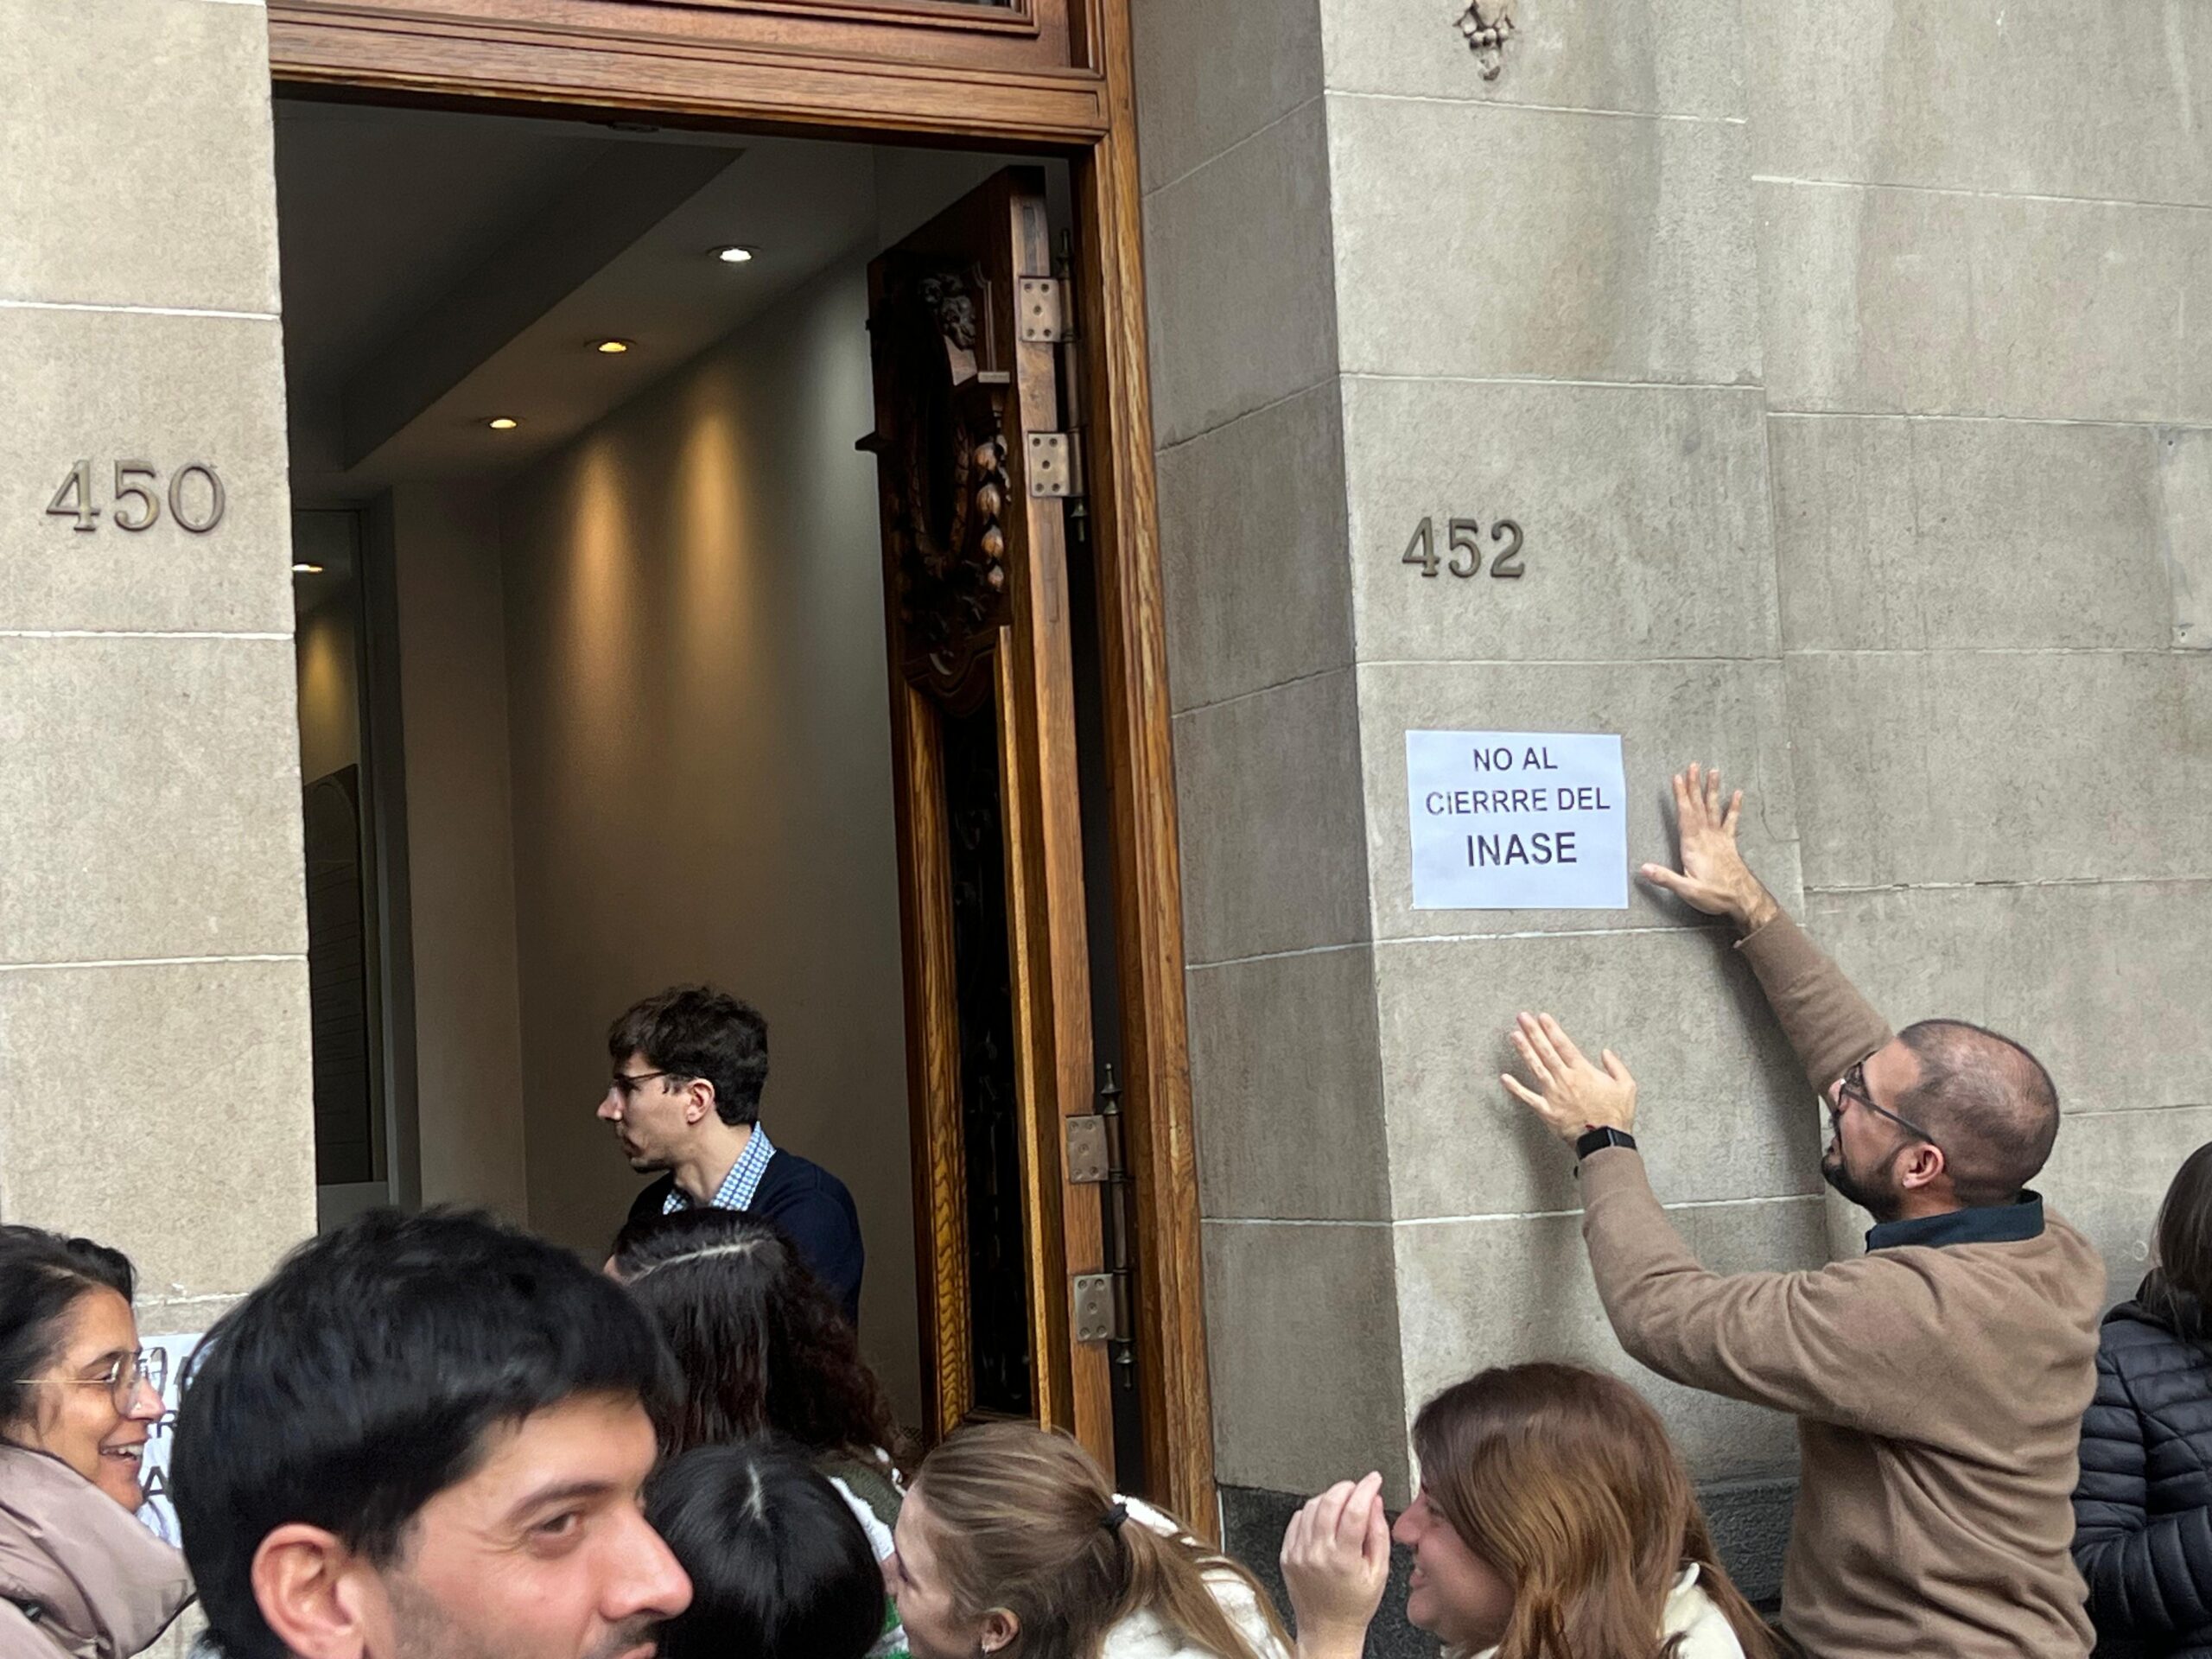 450
452
NO AL
CIERRRE DEL
INASE